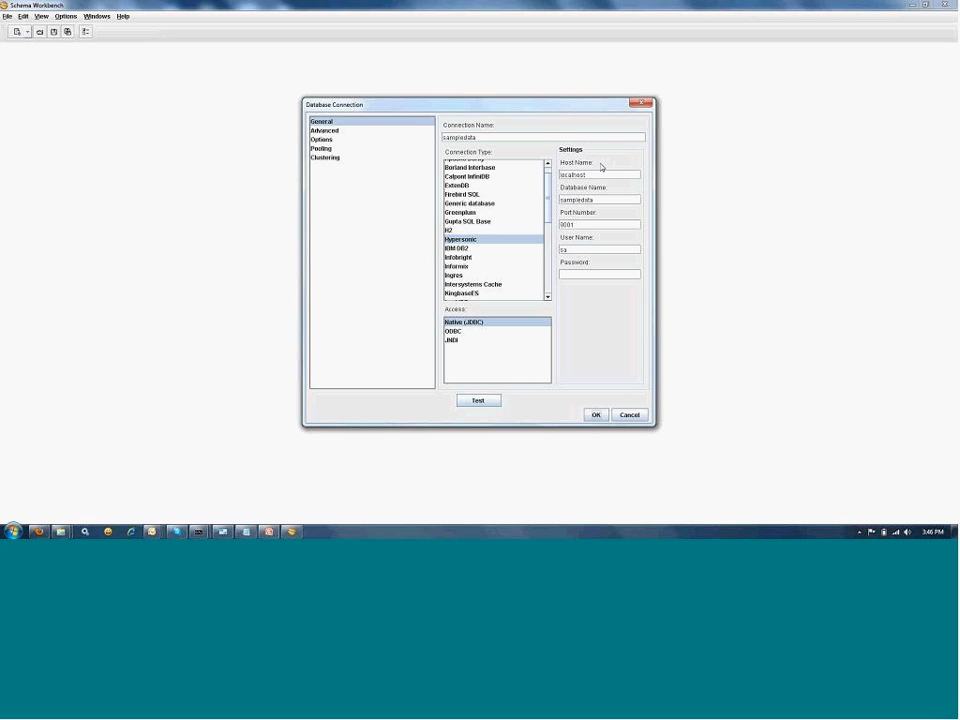 Schema Workbench
File Edit View Options Windows Help
Database Connection
General
Advanced
Options
Pooling
Clustering
Connection Name:
sampledata
Connection Type:
Borland Interbase
Calpont InfiniDB
ExtenDB
Firebird SQL
Generic database
Greenplum
Gupta SQL Base
H2
Hypersonic
IBM DB2
Infobright
Informix
Ingres
Intersystems Cache
KingbaseES
Access:
Native (JDBC)
ODBC
JNDI
Settings
Host Name:
localhost
Database Name:
sampledata
Port Number:
9001
User Name:
sa
Password:
Test
OK Cancel
3:46 PM